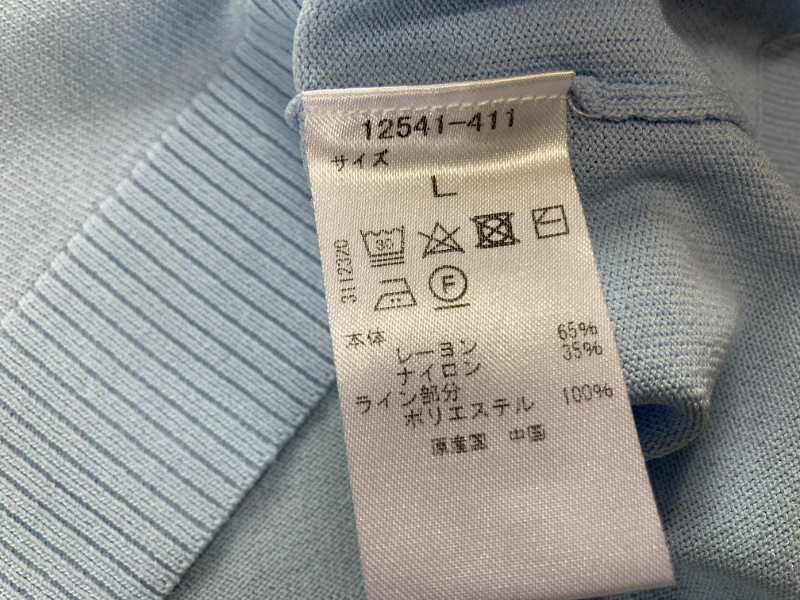 12541-411
サイズ
L
3112320
30
F
本体
レーヨン 65%
ナイロン 35%
ライン部分
ポリエステル 100%
原産国 中国